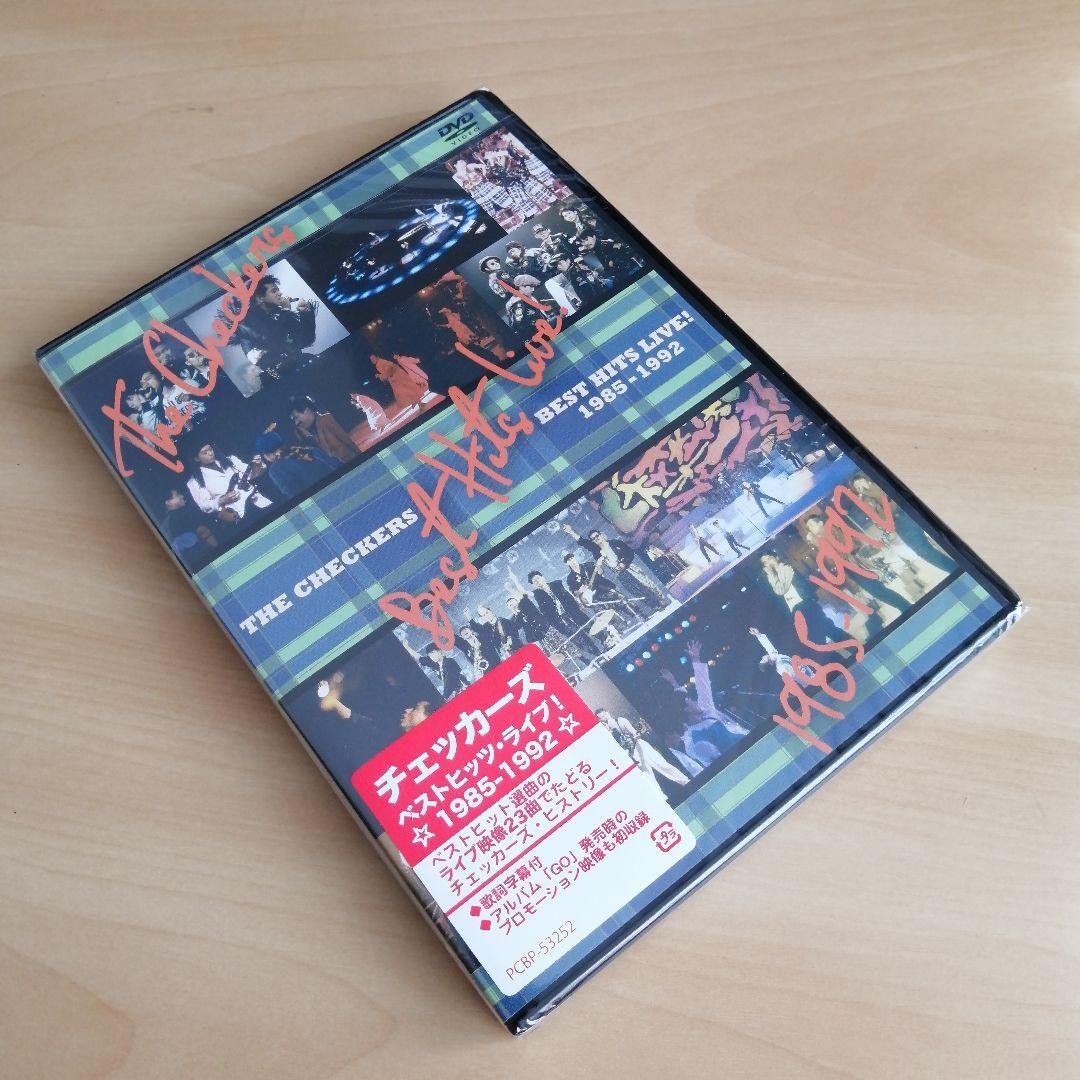 DVD
VIDEO
The Checkers
Best Hits Live!
1985-1992
THE CHECKERS
BEST HITS LIVE!
1985-1992
チェッカーズ
ベストヒッツ・ライブ!
☆1985-1992☆
ベストヒット選曲の
ライブ映像23曲でたどる
チェッカーズ・ヒストリー!
◆歌詞字幕付
◆アルバム「GO」発売時の
プロモーション映像も初収録
PCBP-53252